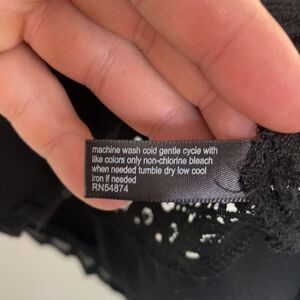 machine wash cold gentle cycle with
like colors only non-chlorine bleach
when needed tumble dry low cool
iron if needed
RN54874